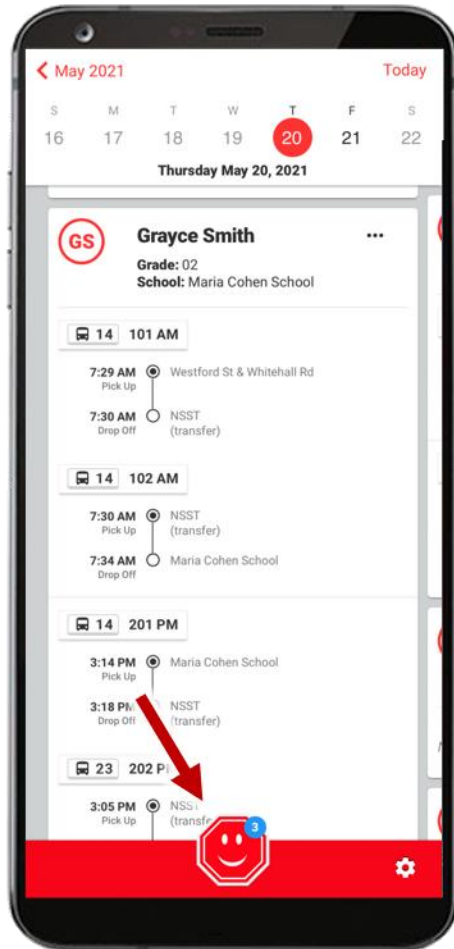 May 2021
Today
S M T W T F S
16 17 18 19 20 21 22
Thursday May 20, 2021
GS
Grayce Smith
Grade: 02
School: Maria Cohen School
14 101 AM
7:29 AM Westford St & Whitehall Rd
Pick Up
7:30 AM NSST
Drop Off (transfer)
14 102 AM
7:30 AM NSST
Pick Up (transfer)
7:34 AM Maria Cohen School
Drop Off
14 201 PM
3:14 PM Maria Cohen School
Pick Up
3:18 PM NSST
Drop Off (transfer)
23 202
3:05 PM NSST
Pick Up
3